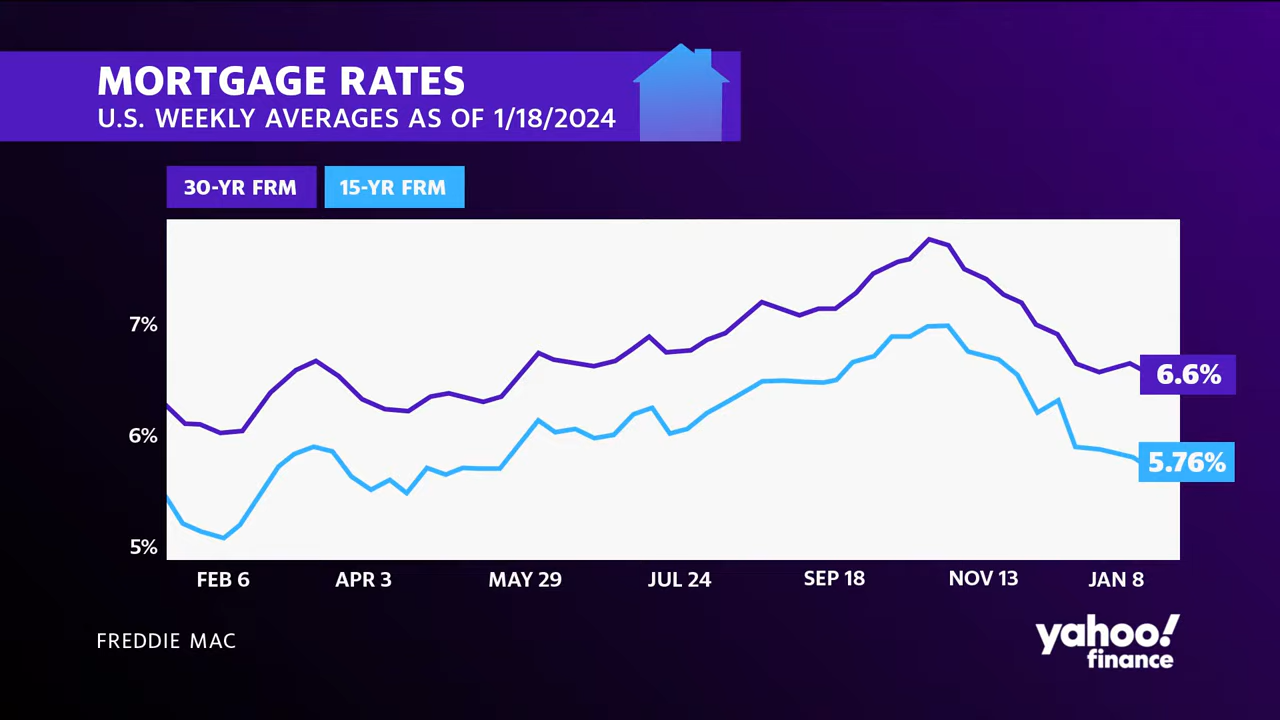 MORTGAGE RATES
U.S. WEEKLY AVERAGES AS OF 1/18/2024
30-YR FRM 15-YR FRM
7%
6%
5%
6.6%
5.76%
FEB 6 APR 3 MAY 29 JUL 24 SEP 18 NOV 13 JAN 8
FREDDIE MAC
yahoo!
finance